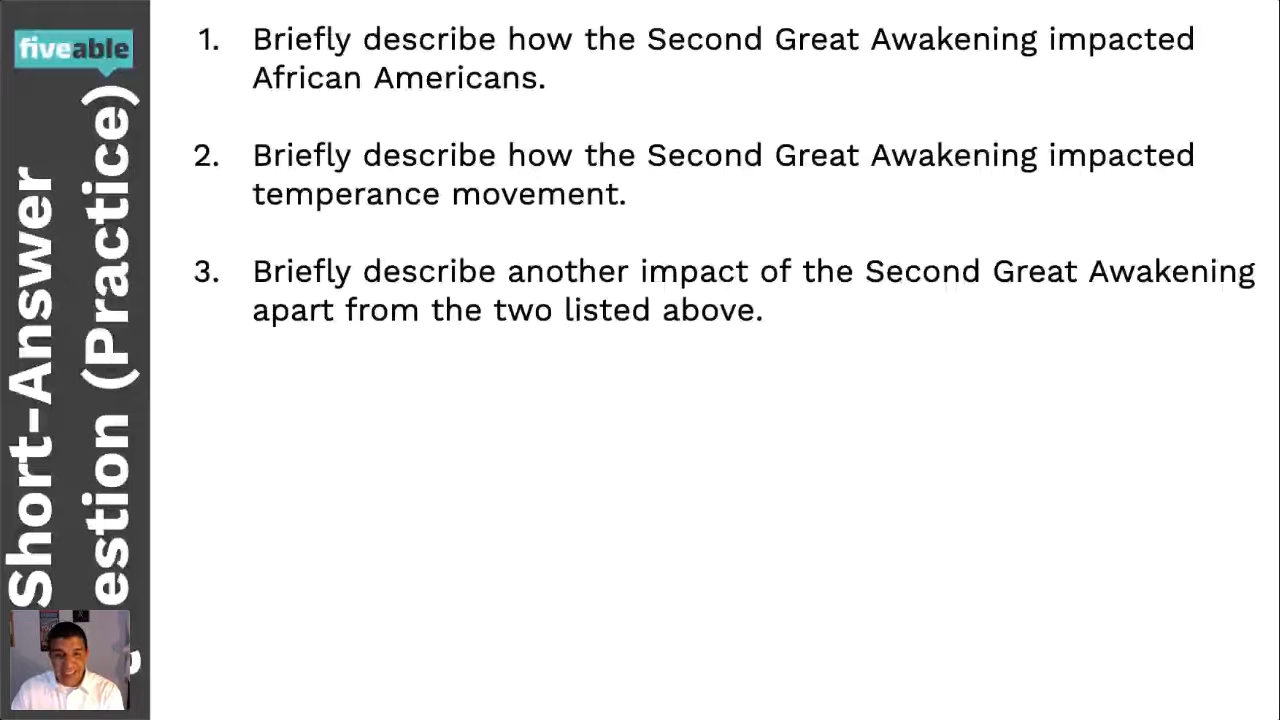 fiveable
Short-Answer
estion (Practice)
1. Briefly describe how the Second Great Awakening impacted
African Americans.
2. Briefly describe how the Second Great Awakening impacted
temperance movement.
3. Briefly describe another impact of the Second Great Awakening
apart from the two listed above.